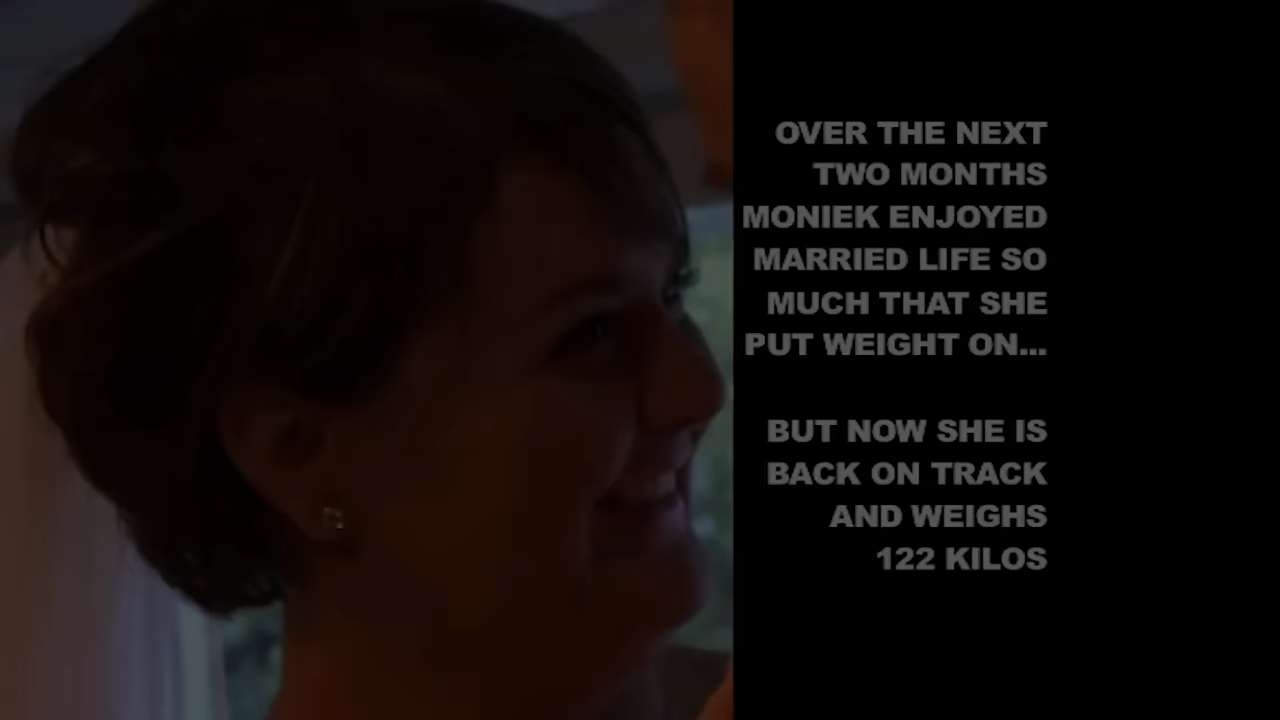 OVER THE NEXT
TWO MONTHS
MONIEK ENJOYED
MARRIED LIFE SO
MUCH THAT SHE
PUT WEIGHT ON...
BUT NOW SHE IS
BACK ON TRACK
AND WEIGHS
122 KILOS